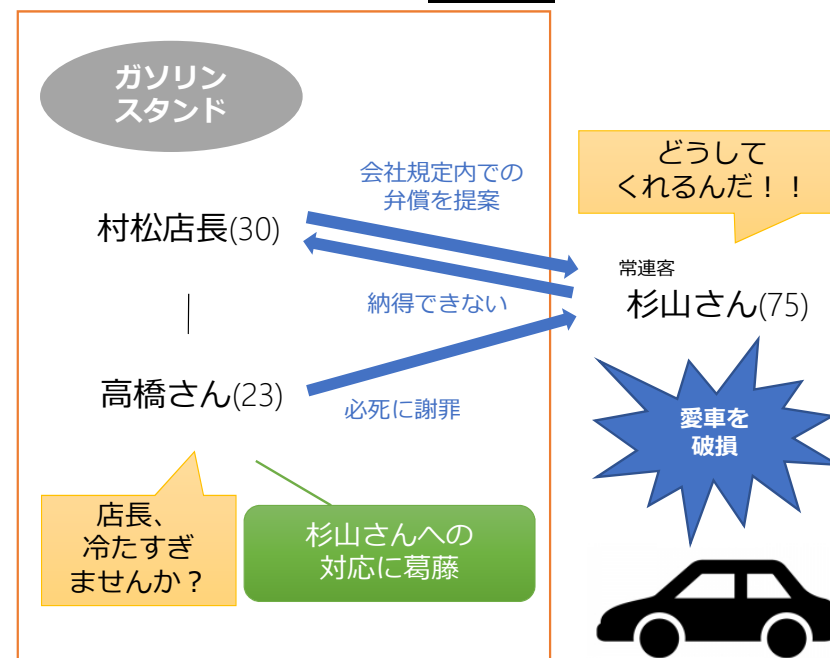 ガソリン
スタンド
会社規定内での
弁償を提案
どうして
くれるんだ！！
村松店長(30)
常連客
杉山さん(75)
納得できない
高橋さん(23)
必死に謝罪
愛車を
破損
店長、
冷たすぎ
ませんか？
杉山さんへの
対応に葛藤